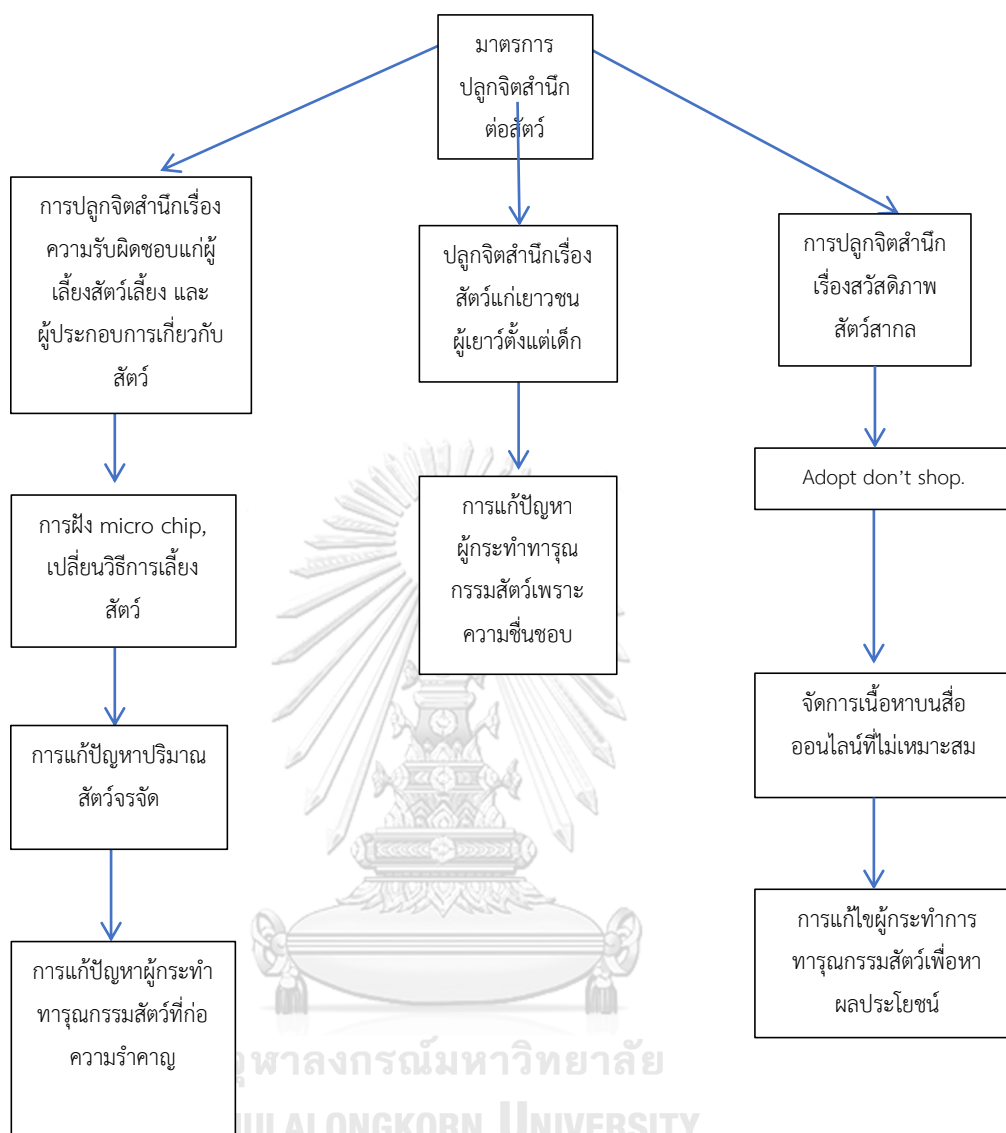 มาตรการ
ปลูกจิตสำนึก
ต่อสัตว์
การปลูกจิตสำนึกเรื่อง
ความรับผิดชอบแก่ผู้
เลี้ยงสัตว์เลี้ยง และ
ผู้ประกอบการเกี่ยวกับ
สัตว์
ปลูกจิตสำนึกเรื่อง
สัตว์แก่เยาวชน
ผู้เยาว์ตั้งแต่เด็ก
การปลูกจิตสำนึก
เรื่องสวัสดิภาพ
สัตว์สากล
การฝัง micro chip,
เปลี่ยนวิธีการเลี้ยง
สัตว์
การแก้ปัญหา
ผู้กระทำทารุณ
กรรมสัตว์เพราะ
ความชื่นชอบ
Adopt don’t shop.
การแก้ปัญหาปริมาณ
สัตว์จรจัด
จัดการเนื้อหาบนสื่อ
ออนไลน์ที่ไม่เหมาะสม
การแก้ปัญหาผู้กระทำ
ทารุณกรรมสัตว์ที่ก่อ
ความรำคาญ
การแก้ไขผู้กระทำการ
ทารุณกรรมสัตว์เพื่อหา
ผลประโยชน์
จุฬาลงกรณ์มหาวิทยาลัย
CHULALONGKORN UNIVERSITY